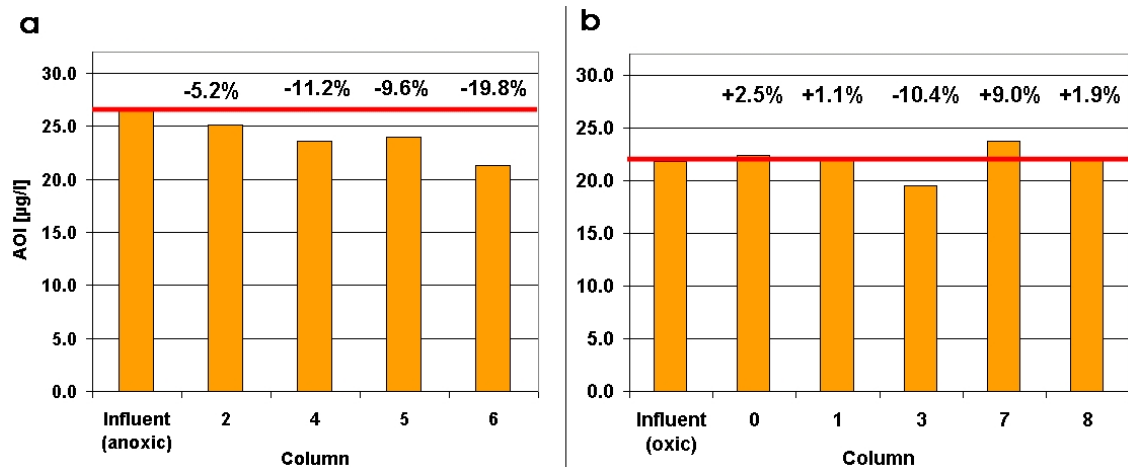 a
-5.2% -11.2% -9.6% -19.8%
30.0
25.0
20.0
15.0
10.0
5.0
0.0
AOI [µg/l]
Influent 2 4 5 6
(anoxic)
Column
b
+2.5% +1.1% -10.4% +9.0% +1.9%
30.0
25.0
20.0
15.0
10.0
5.0
0.0
Influent 0 1 3 7 8
(oxic)
Column